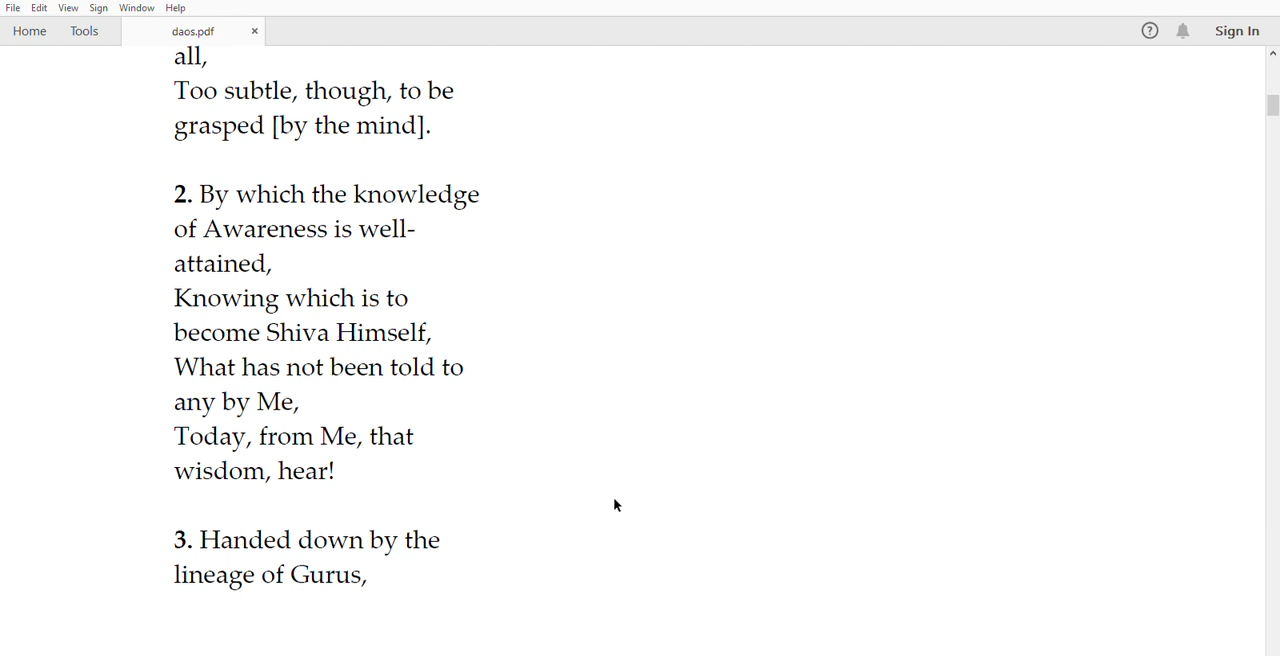 File Edit View Sign Window Help
Home Tools daos.pdf × ? Sign In
all,
Too subtle, though, to be
grasped [by the mind].
2. By which the knowledge
of Awareness is well-
attained,
Knowing which is to
become Shiva Himself,
What has not been told to
any by Me,
Today, from Me, that
wisdom, hear!
3. Handed down by the
lineage of Gurus,